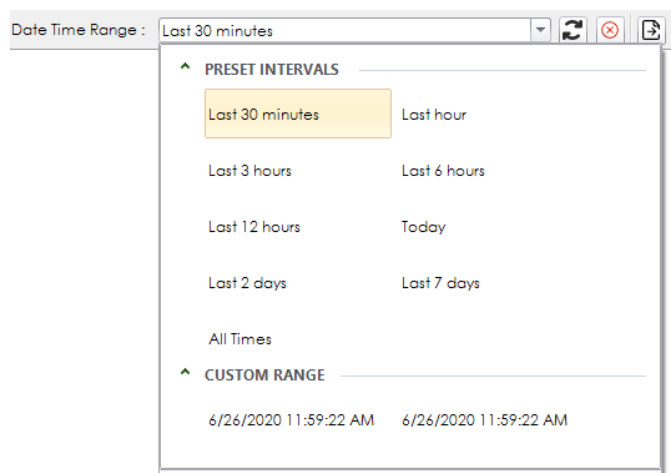 Date Time Range : Last 30 minutes
PRESET INTERVALS
Last 30 minutes Last hour
Last 3 hours Last 6 hours
Last 12 hours Today
Last 2 days Last 7 days
All Times
CUSTOM RANGE
6/26/2020 11:59:22 AM 6/26/2020 11:59:22 AM